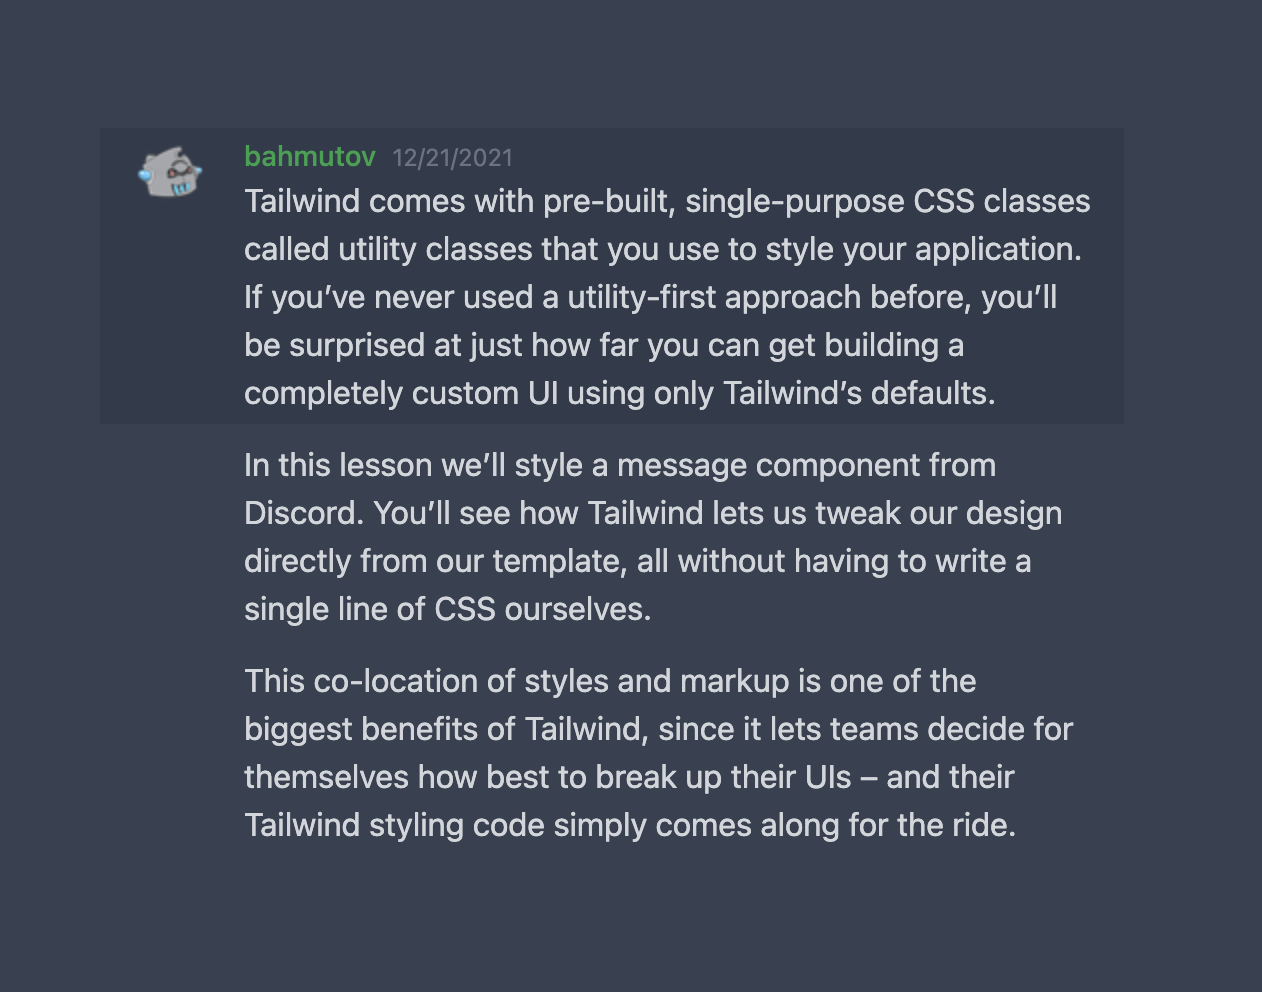 bahmutov 12/21/2021
Tailwind comes with pre-built, single-purpose CSS classes
called utility classes that you use to style your application.
If you’ve never used a utility-first approach before, you’ll
be surprised at just how far you can get building a
completely custom UI using only Tailwind’s defaults.
In this lesson we’ll style a message component from
Discord. You’ll see how Tailwind lets us tweak our design
directly from our template, all without having to write a
single line of CSS ourselves.
This co-location of styles and markup is one of the
biggest benefits of Tailwind, since it lets teams decide for
themselves how best to break up their UIs – and their
Tailwind styling code simply comes along for the ride.